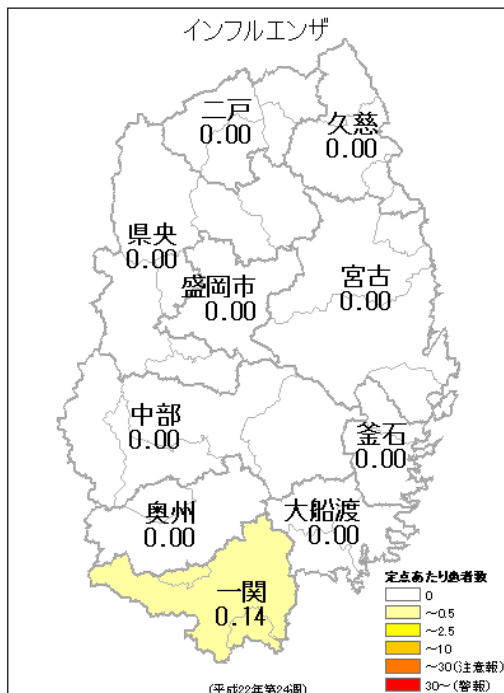 インフルエンザ
二戸
0.00
久慈
0.00
県央
0.00
盛岡市
0.00
宮古
0.00
中部
0.00
釜石
0.00
奥州
0.00
大船渡
0.00
一関
0.14
定点あたり患者数
0
～0.5
～2.5
～10
～30(注意報)
30～(警報)
(平成22年第24週)